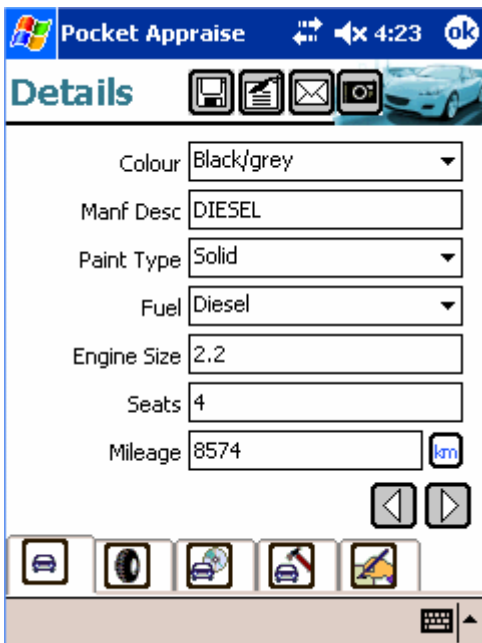 Pocket Appraise 4:23 ok
Details
Colour Black/grey
Manf Desc DIESEL
Paint Type Solid
Fuel Diesel
Engine Size 2.2
Seats 4
Mileage 8574 km